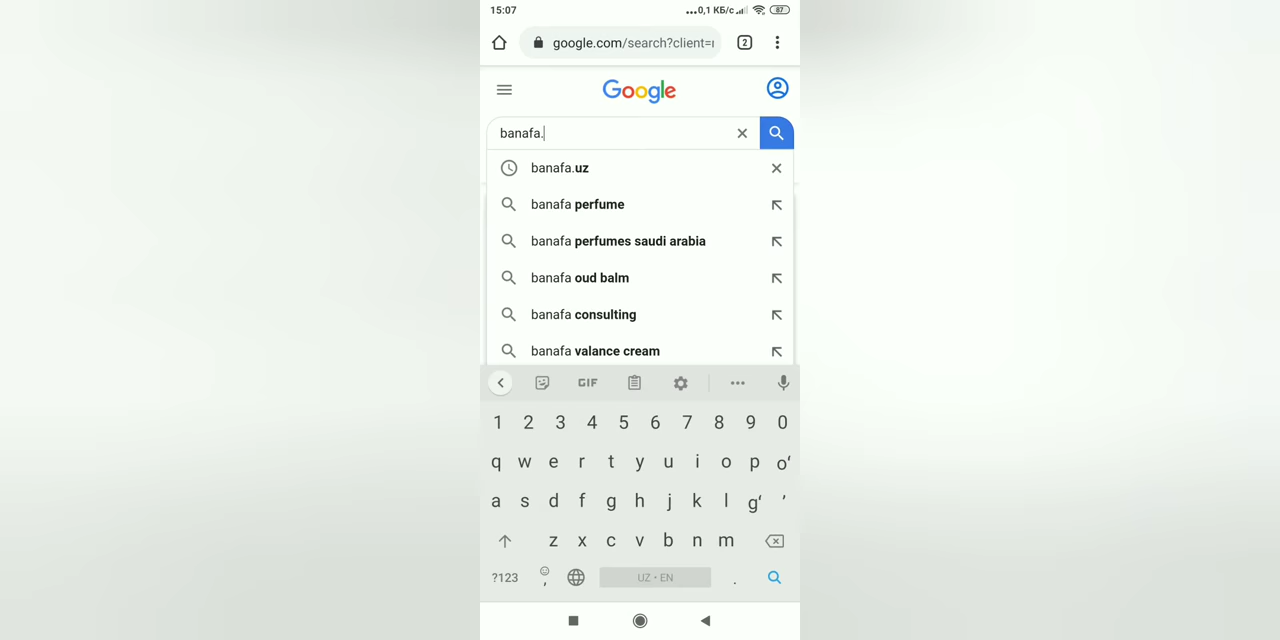 15:07
...0,1 КБ/с 87
google.com/search?client=
2
Google
banafa.
banafa.uz
banafa perfume
banafa perfumes saudi arabia
banafa oud balm
banafa consulting
banafa valance cream
GIF
1 2 3 4 5 6 7 8 9 0
q w e r t y u i o p oʻ
a s d f g h j k l gʻ ʼ
z x c v b n m
?123 , UZ • EN .